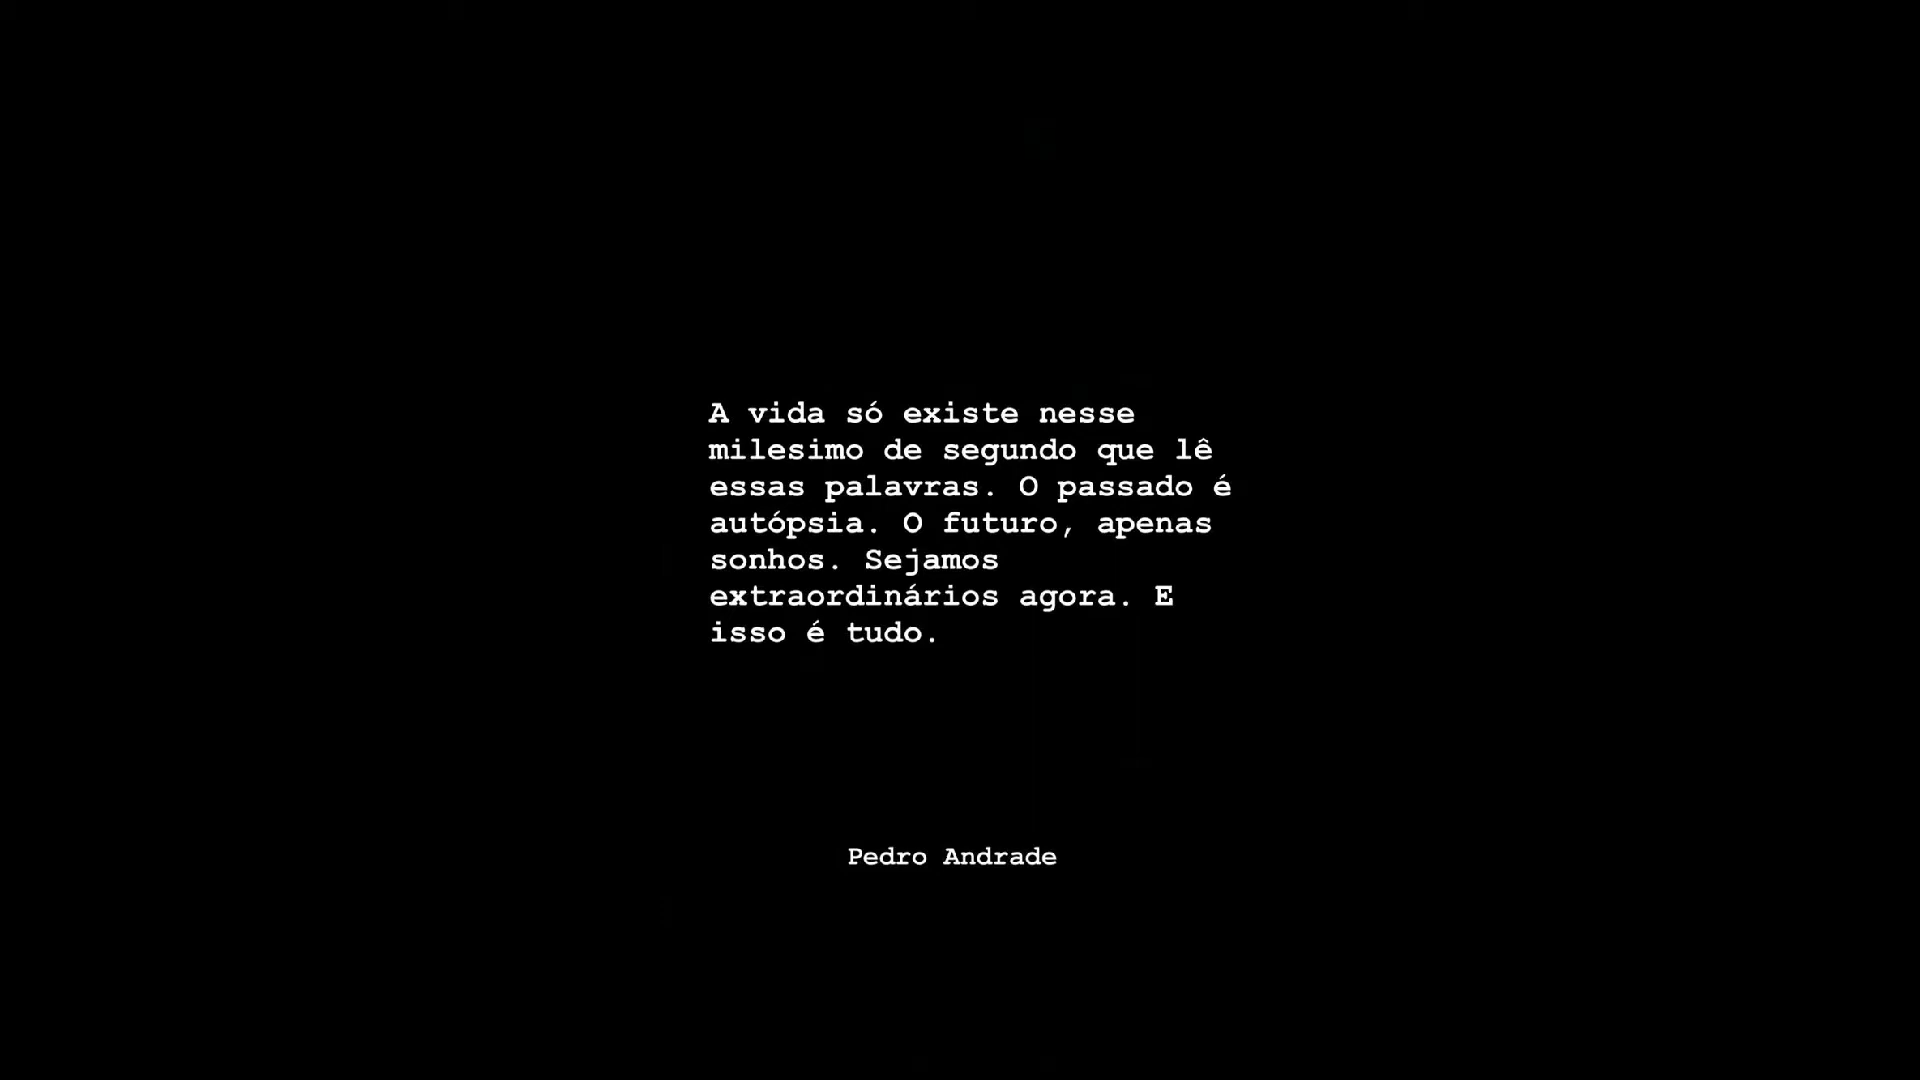 A vida só existe nesse
milesimo de segundo que lê
essas palavras. O passado é
autópsia. O futuro, apenas
sonhos. Sejamos
extraordinários agora. E
isso é tudo.
Pedro Andrade